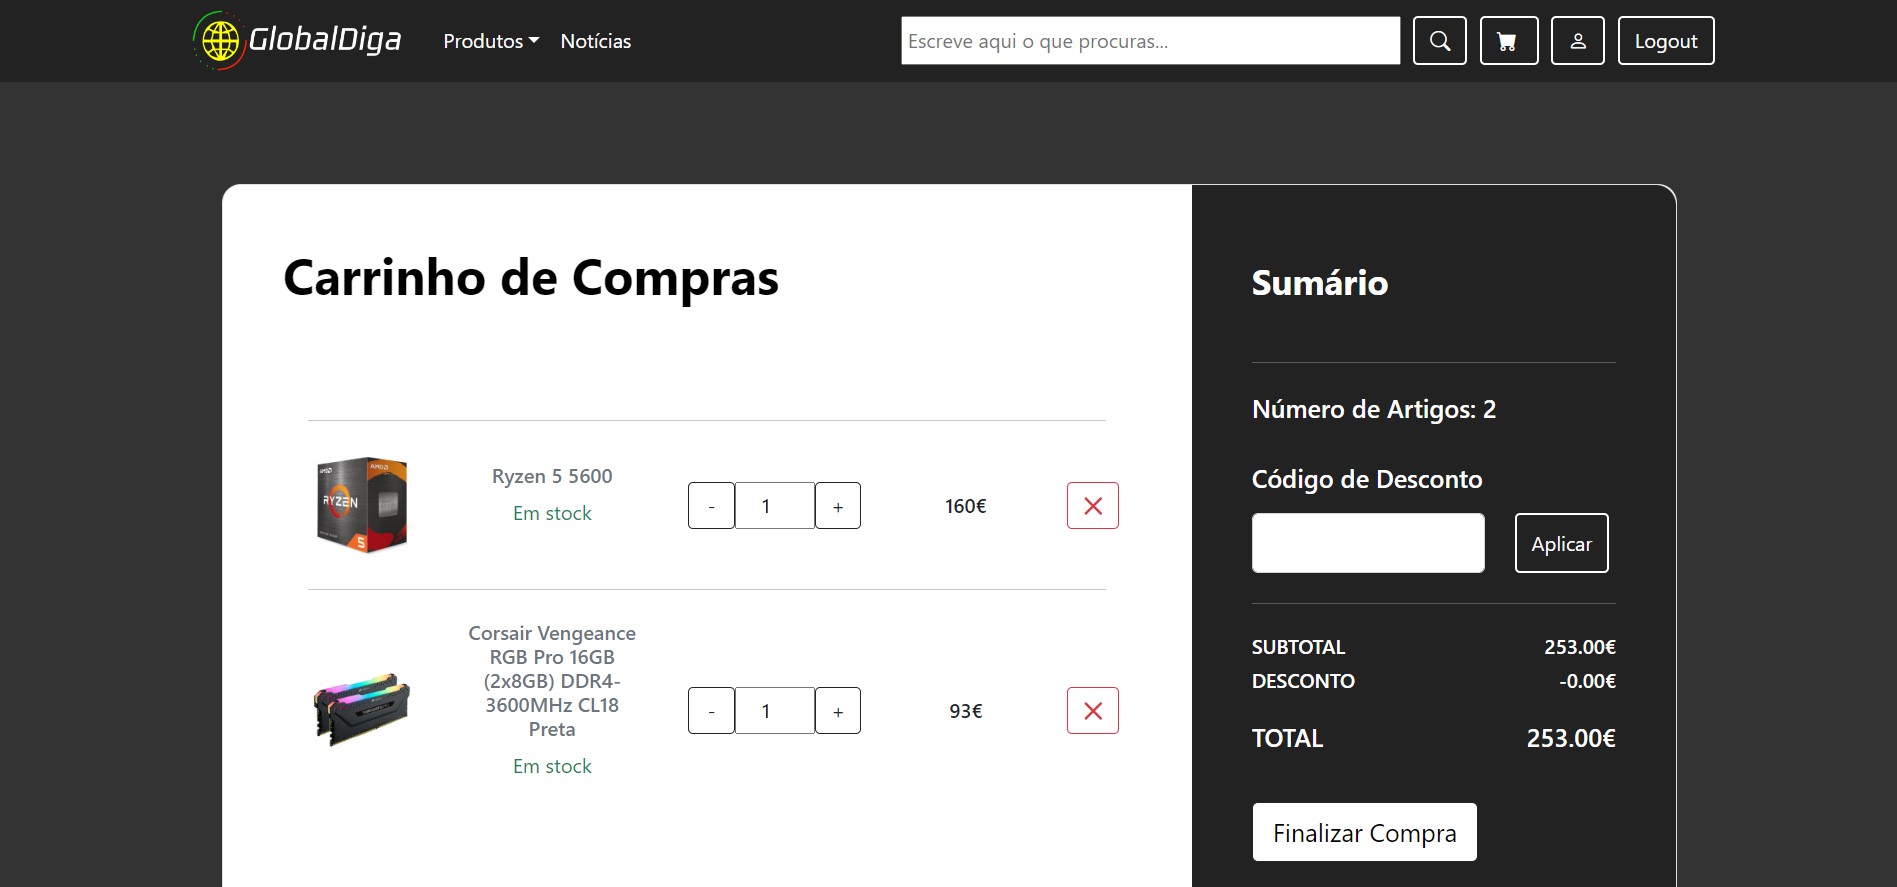 GlobalDiga
Produtos
Notícias
Escreve aqui o que procuras...
Logout
Carrinho de Compras
Ryzen 5 5600
Em stock
- 1 +
160€
AMD
AMD
RYZEN
5
Corsair Vengeance
RGB Pro 16GB
(2x8GB) DDR4-
3600MHz CL18
Preta
Em stock
- 1 +
93€
Sumário
Número de Artigos: 2
Código de Desconto
Aplicar
SUBTOTAL 253.00€
DESCONTO -0.00€
TOTAL 253.00€
Finalizar Compra